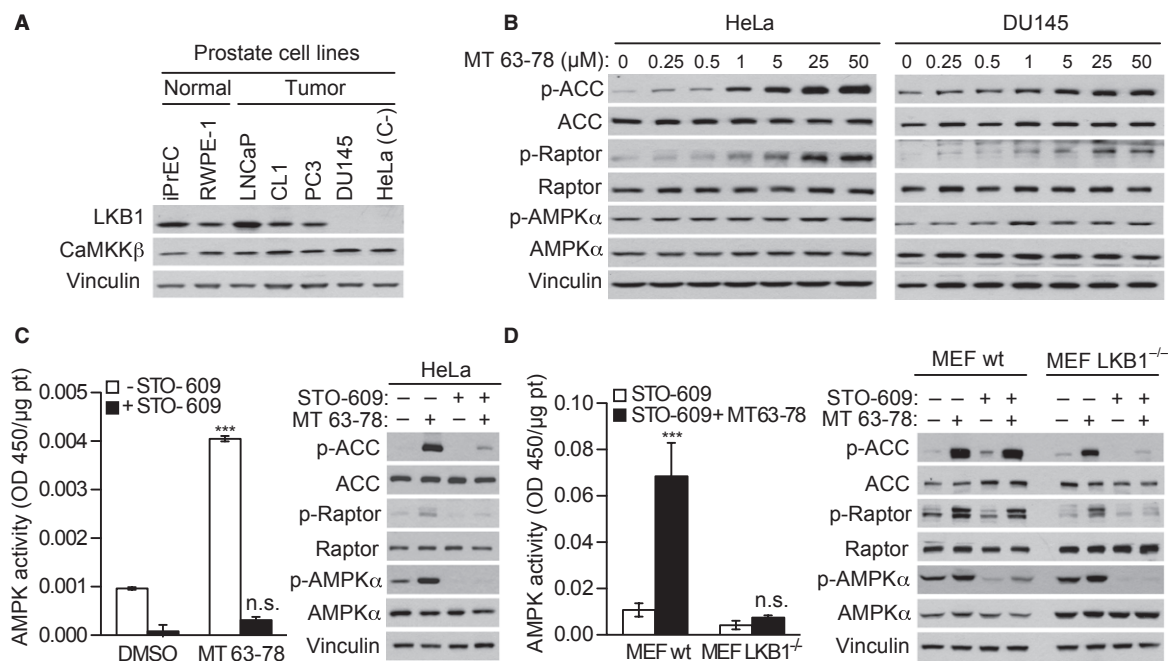 A
Prostate cell lines
Normal Tumor
iPrEC RWPE-1 LNCaP CL1 PC3 DU145 HeLa (C-)
LKB1
CaMKKβ
Vinculin
B
HeLa DU145
MT 63-78 (µM) 0 0.25 0.5 1 5 25 50 0 0.25 0.5 1 5 25 50
p-ACC
ACC
p-Raptor
Raptor
p-AMPKα
AMPKα
Vinculin
C
AMPK activity (OD 450/µg pt)
0.005
0.004
0.003
0.002
0.001
0.000
-STO-609
+STO-609
***
n.s.
DMSO MT 63-78
HeLa
STO-609: – – + +
MT 63-78: – + – +
p-ACC
ACC
p-Raptor
Raptor
p-AMPKα
AMPKα
Vinculin
D
AMPK activity (OD 450/µg pt)
0.10
0.08
0.06
0.04
0.02
0.00
STO-609
STO-609+MT63-78
***
n.s.
MEF wt MEF LKB1-/-
MEF wt MEF LKB1–/–
STO-609: – – + + – – + +
MT 63-78: – + – + – + – +
p-ACC
ACC
p-Raptor
Raptor
p-AMPKα
AMPKα
Vinculin